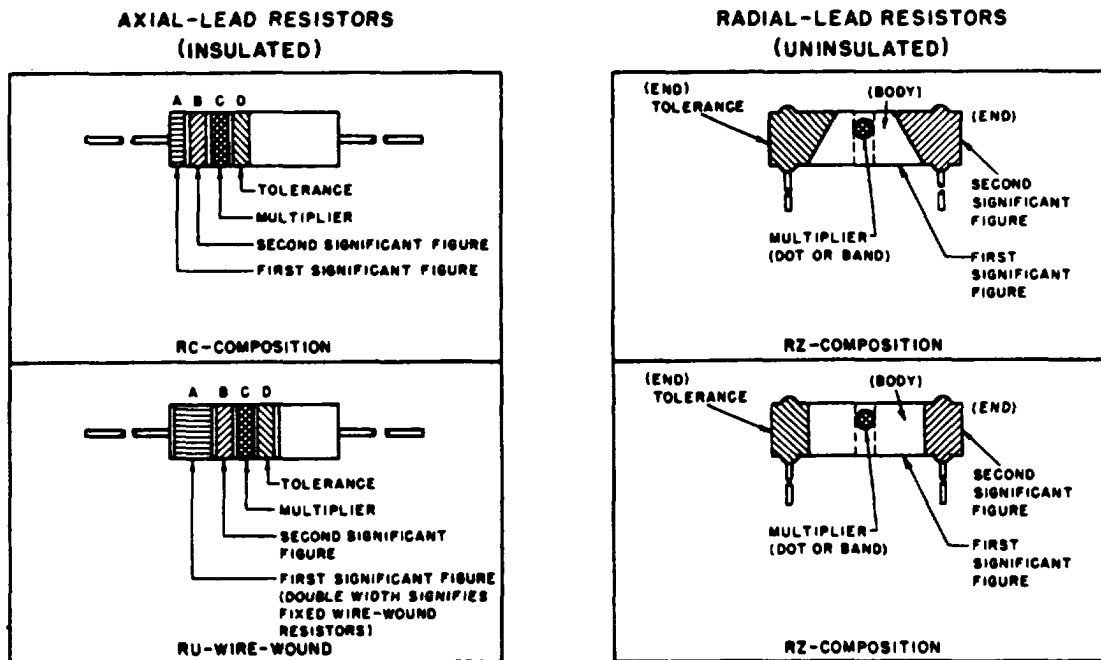 AXIAL-LEAD RESISTORS
(INSULATED)
A B C D
TOLERANCE
MULTIPLIER
SECOND SIGNIFICANT FIGURE
FIRST SIGNIFICANT FIGURE
RC-COMPOSITION
A B C D
TOLERANCE
MULTIPLIER
SECOND SIGNIFICANT
FIGURE
FIRST SIGNIFICANT FIGURE
(DOUBLE WIDTH SIGNIFIES
FIXED WIRE-WOUND
RESISTORS)
RU-WIRE-WOUND
RADIAL-LEAD RESISTORS
(UNINSULATED)
(END)
TOLERANCE
(BODY)
(END)
SECOND
SIGNIFICANT
FIGURE
MULTIPLIER
(DOT OR BAND)
FIRST
SIGNIFICANT
FIGURE
RZ-COMPOSITION
(END)
TOLERANCE
(BODY)
(END)
SECOND
SIGNIFICANT
FIGURE
MULTIPLIER
(DOT OR BAND)
FIRST
SIGNIFICANT
FIGURE
RZ-COMPOSITION